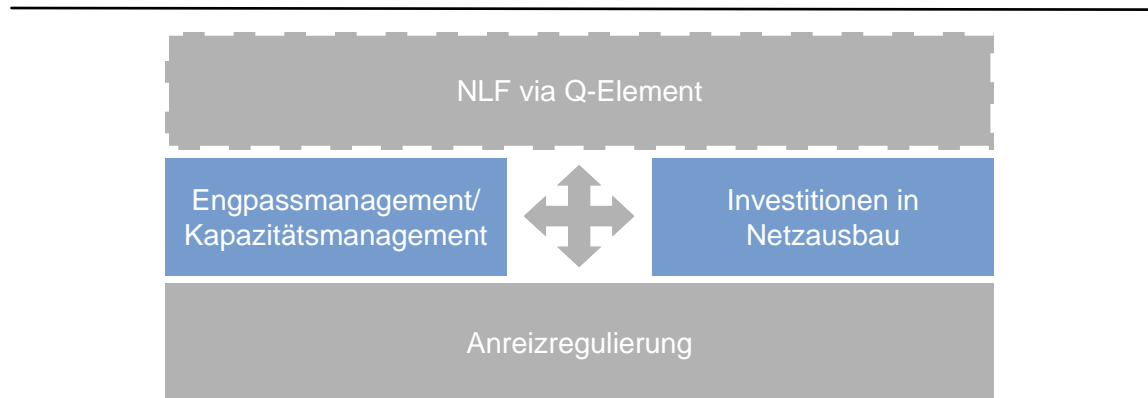 NLF via Q-Element
Engpassmanagement/
Kapazitätsmanagement
Investitionen in
Netzausbau
Anreizregulierung